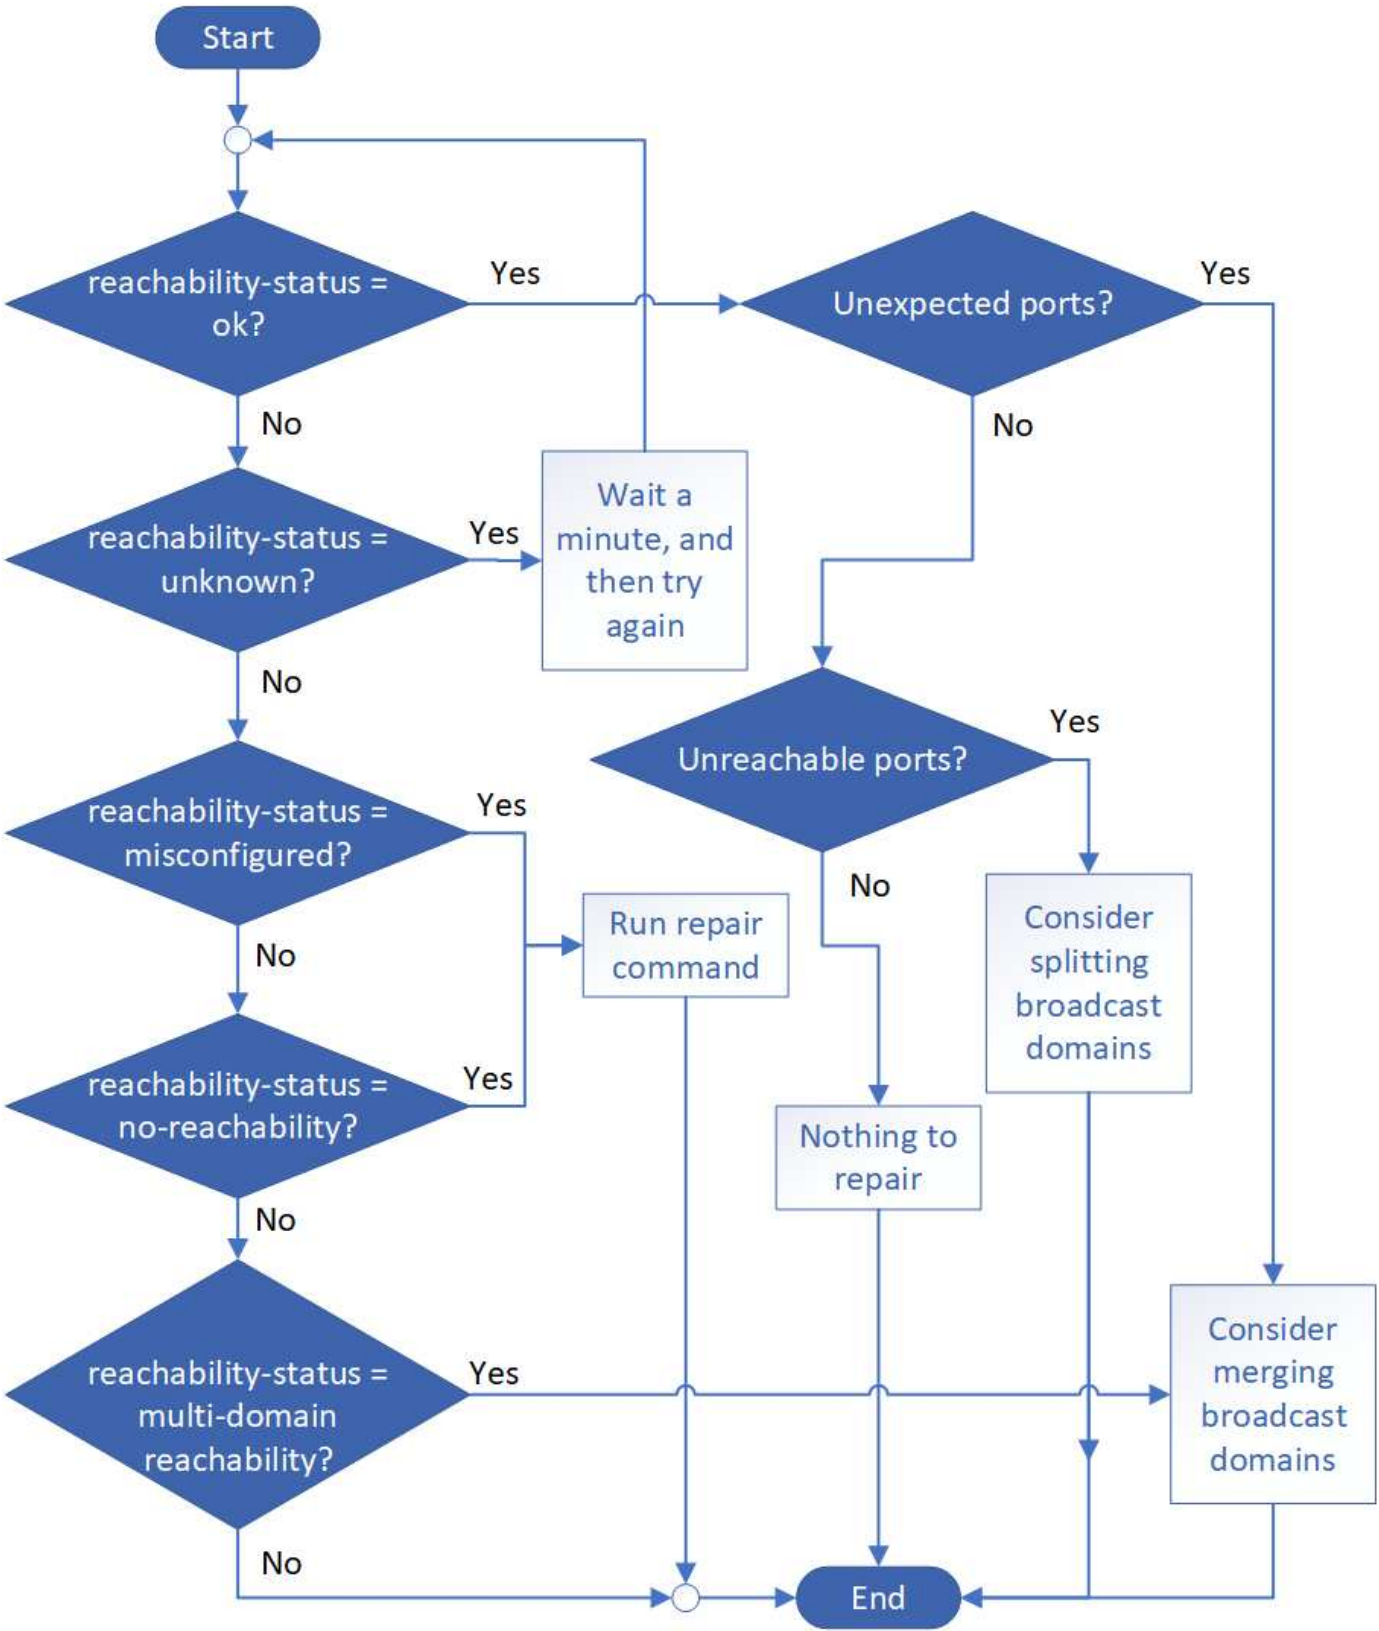 Start
reachability-status =
ok?
Yes
Unexpected ports?
Yes
No
No
reachability-status =
unknown?
Yes
Wait a
minute, and
then try
again
No
Unreachable ports?
Yes
reachability-status =
misconfigured?
Yes
No
Run repair
command
Consider
splitting
broadcast
domains
No
reachability-status =
no-reachability?
Yes
Nothing to
repair
No
reachability-status =
multi-domain
reachability?
Yes
Consider
merging
broadcast
domains
No
End